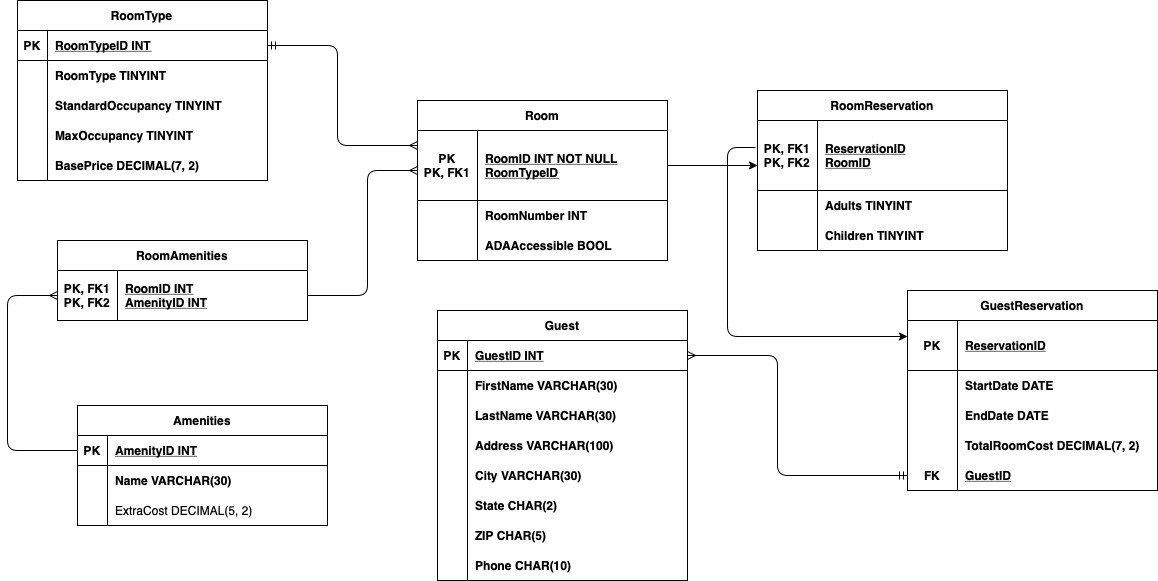 RoomType
PK RoomTypeID INT
RoomType TINYINT
StandardOccupancy TINYINT
MaxOccupancy TINYINT
BasePrice DECIMAL(7, 2)
Room
PK RoomID INT NOT NULL
PK, FK1 RoomTypeID
RoomNumber INT
ADAAccessible BOOL
RoomReservation
PK, FK1 ReservationID
PK, FK2 RoomID
Adults TINYINT
Children TINYINT
RoomAmenities
PK, FK1 RoomID INT
PK, FK2 AmenityID INT
Guest
PK GuestID INT
FirstName VARCHAR(30)
LastName VARCHAR(30)
Address VARCHAR(100)
City VARCHAR(30)
State CHAR(2)
ZIP CHAR(5)
Phone CHAR(10)
GuestReservation
PK ReservationID
StartDate DATE
EndDate DATE
TotalRoomCost DECIMAL(7, 2)
FK GuestID
Amenities
PK AmenityID INT
Name VARCHAR(30)
ExtraCost DECIMAL(5, 2)